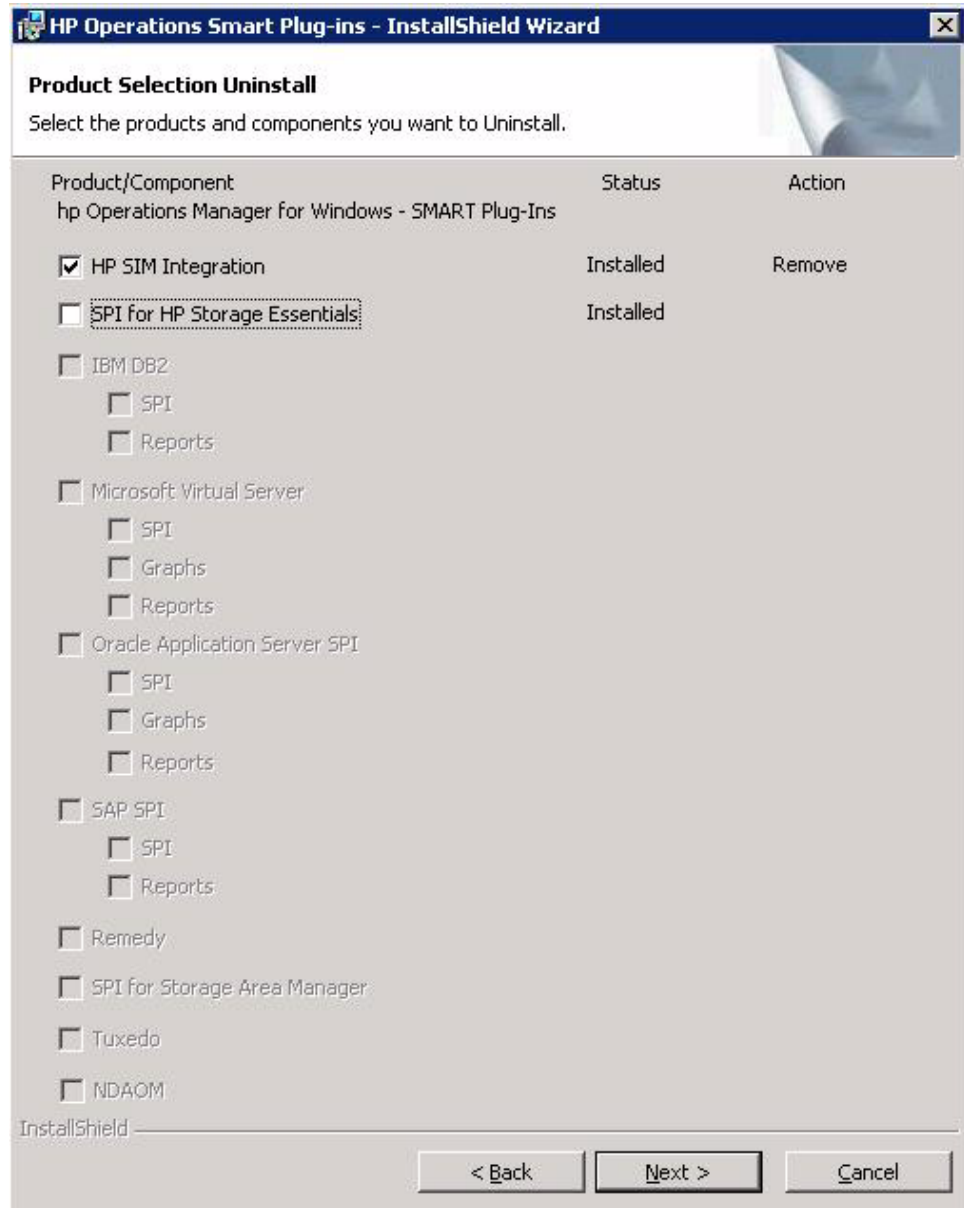 HP Operations Smart Plug-ins - InstallShield Wizard
Product Selection Uninstall
Select the products and components you want to Uninstall.
Product/Component Status Action
hp Operations Manager for Windows - SMART Plug-Ins
HP SIM Integration Installed Remove
SPI for HP Storage Essentials Installed
IBM DB2
SPI
Reports
Microsoft Virtual Server
SPI
Graphs
Reports
Oracle Application Server SPI
SPI
Graphs
Reports
SAP SPI
SPI
Reports
Remedy
SPI for Storage Area Manager
Tuxedo
NDAOM
InstallShield
< Back Next > Cancel